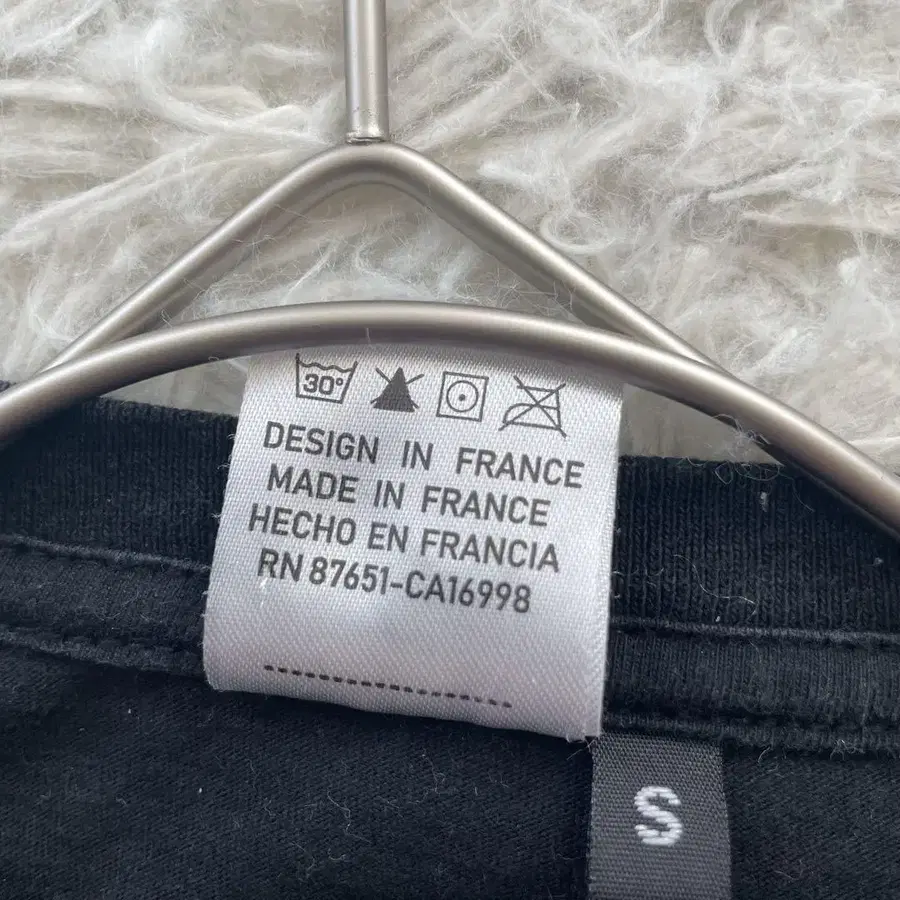 30°
DESIGN IN FRANCE
MADE IN FRANCE
HECHO EN FRANCIA
RN 87651-CA16998
S